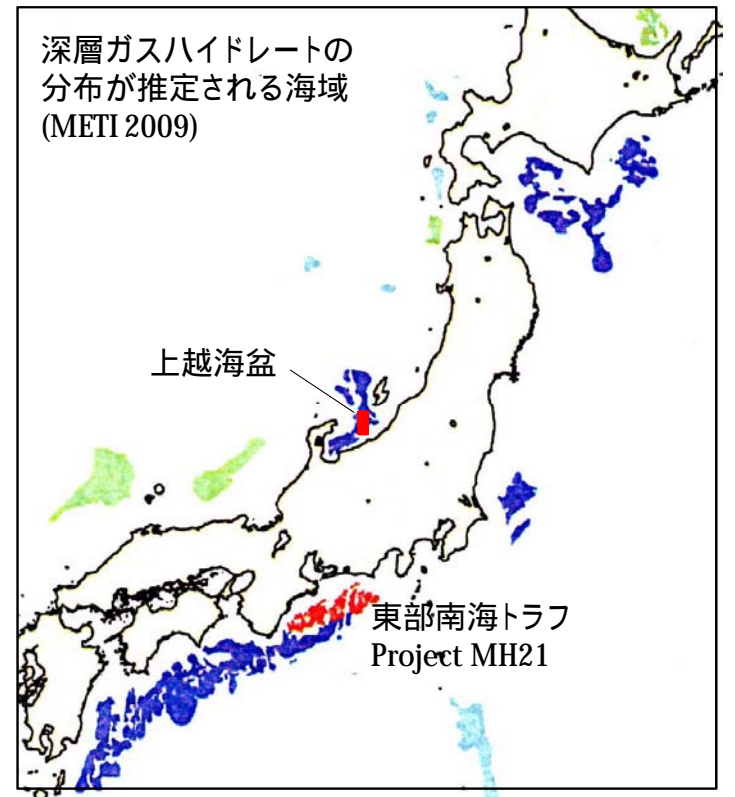 深層ガスハイドレートの
分布が推定される海域
(METI 2009)
上越海盆
東部南海トラフ
Project MH21